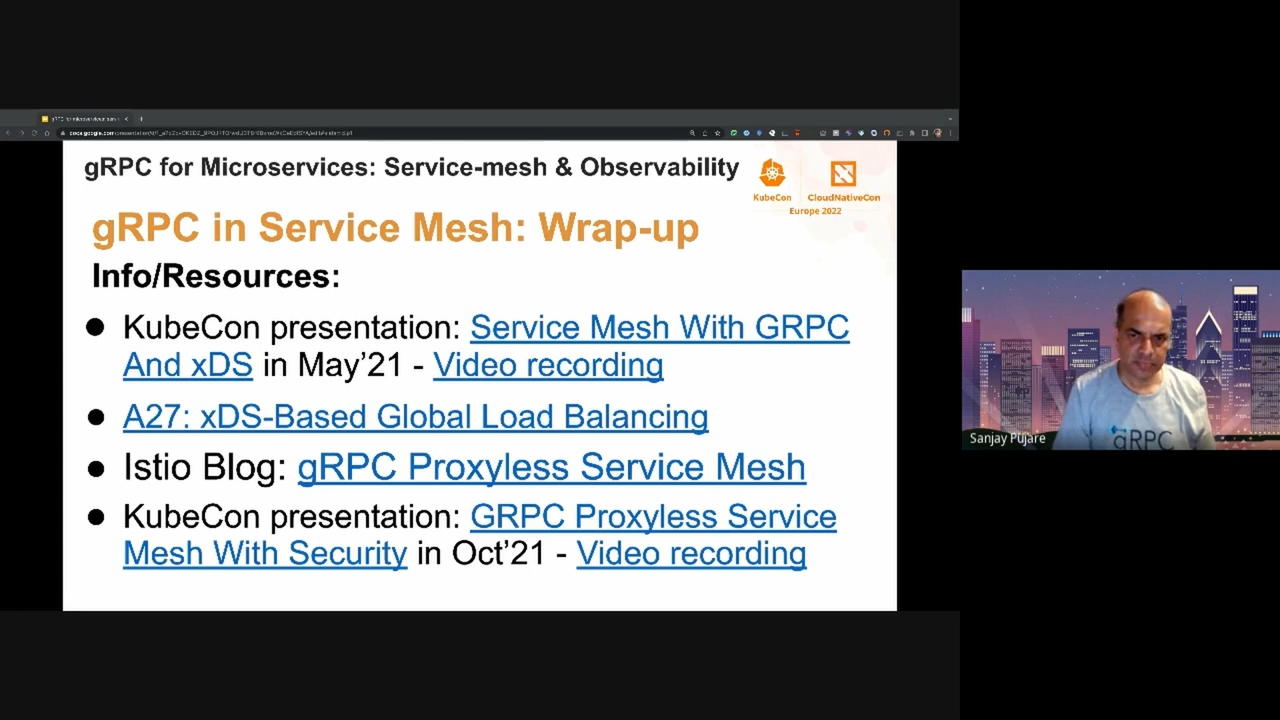 gRPC for Microservices: Service-mesh & Observability
KubeCon
CloudNativeCon
Europe 2022
gRPC in Service Mesh: Wrap-up
Info/Resources:
● KubeCon presentation: Service Mesh With GRPC
And xDS in May’21 - Video recording
● A27: xDS-Based Global Load Balancing
● Istio Blog: gRPC Proxyless Service Mesh
● KubeCon presentation: GRPC Proxyless Service
Mesh With Security in Oct’21 - Video recording
Sanjay Pujare
gRPC